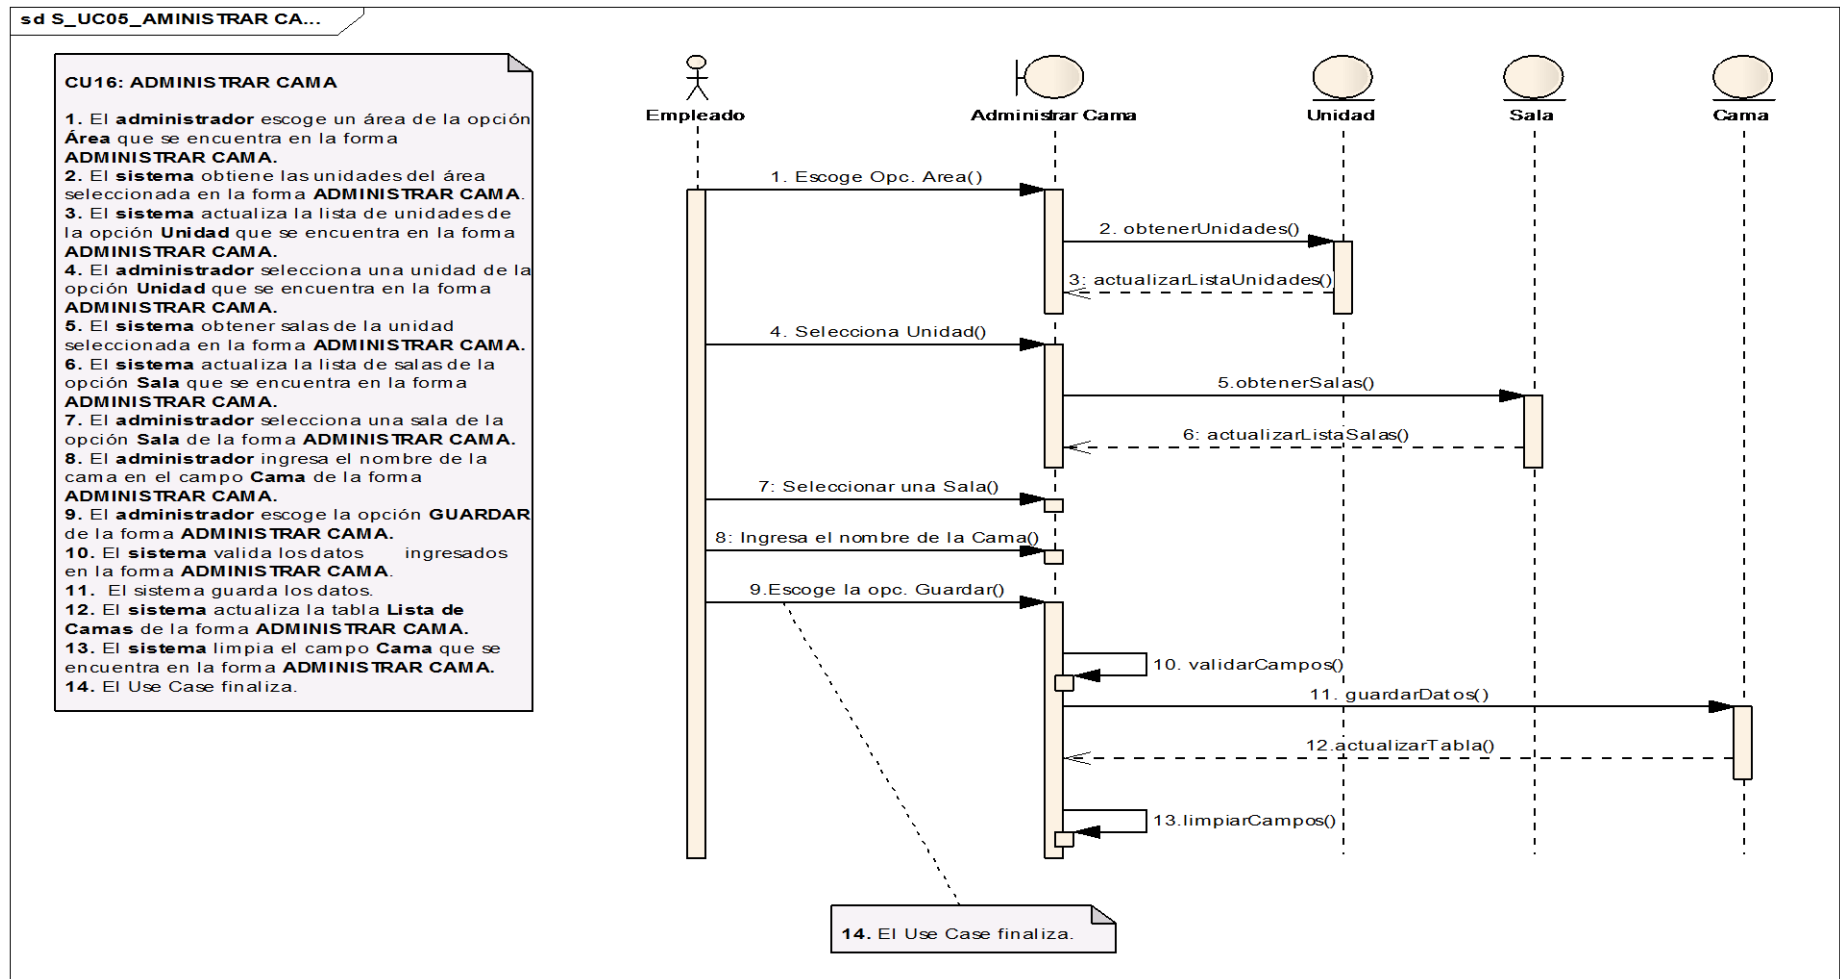 sd S_UC05_AMINISTRAR CA...
CU16: ADMINISTRAR CAMA
1. El administrador escoge un área de la opción
Área que se encuentra en la forma
ADMINISTRAR CAMA.
2. El sistema obtiene las unidades del área
seleccionada en la forma ADMINISTRAR CAMA.
3. El sistema actualiza la lista de unidades de
la opción Unidad que se encuentra en la forma
ADMINISTRAR CAMA.
4. El administrador selecciona una unidad de la
opción Unidad que se encuentra en la forma
ADMINISTRAR CAMA.
5. El sistema obtener salas de la unidad
seleccionada en la forma ADMINISTRAR CAMA.
6. El sistema actualiza la lista de salas de la
opción Sala que se encuentra en la forma
ADMINISTRAR CAMA.
7. El administrador selecciona una sala de la
opción Sala de la forma ADMINISTRAR CAMA.
8. El administrador ingresa el nombre de la
cama en el campo Cama de la forma
ADMINISTRAR CAMA.
9. El administrador escoge la opción GUARDAR
de la forma ADMINISTRAR CAMA.
10. El sistema valida los datos ingresados
en la forma ADMINISTRAR CAMA.
11. El sistema guarda los datos.
12. El sistema actualiza la tabla Lista de
Camas de la forma ADMINISTRAR CAMA.
13. El sistema limpia el campo Cama que se
encuentra en la forma ADMINISTRAR CAMA.
14. El Use Case finaliza.
Empleado
Administrar Cama
Unidad
Sala
Cama
1. Escoge Opc. Area()
2. obtenerUnidades()
3: actualizarListaUnidades()
4. Selecciona Unidad()
5.obtenerSalas()
6: actualizarListaSalas()
7: Seleccionar una Sala()
8: Ingresa el nombre de la Cama()
9.Escoge la opc. Guardar()
10. validarCampos()
11. guardarDatos()
12.actualizarTabla()
13.limpiarCampos()
14. El Use Case finaliza.